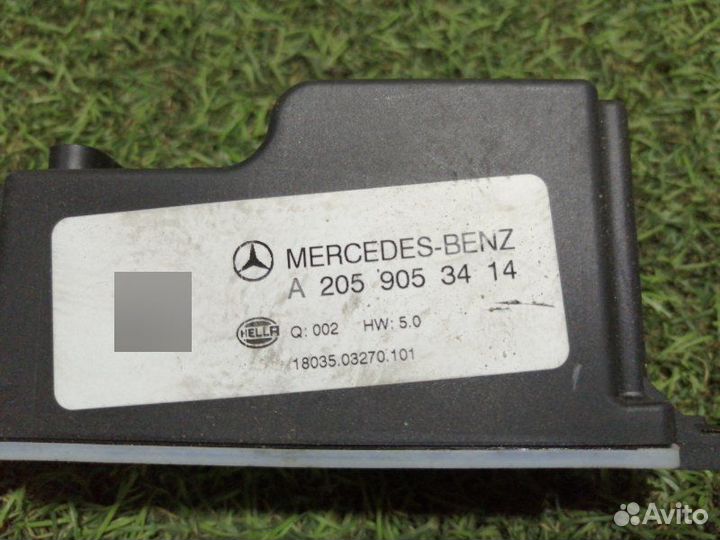 MERCEDES-BENZ
A 205 905 34 14
HELLA Q: 002 HW: 5.0
18035.03270.101
Avito